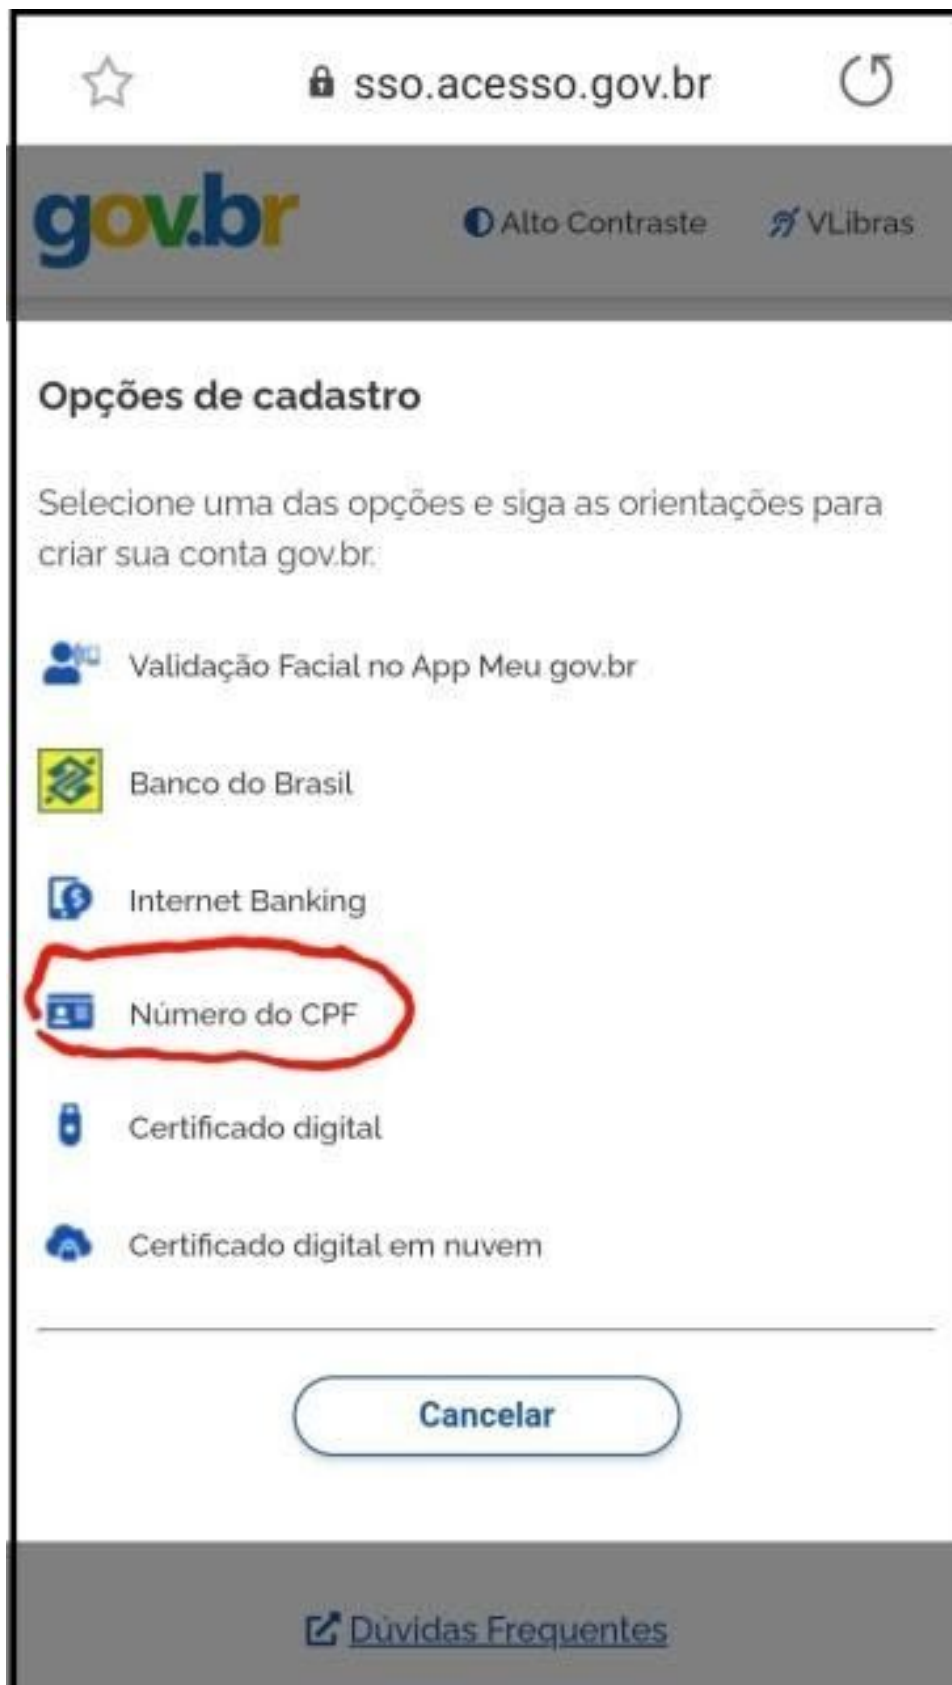 sso.acesso.gov.br
gov.br
Alto Contraste
VLibras
Opções de cadastro
Selecione uma das opções e siga as orientações para
criar sua conta gov.br.
Validação Facial no App Meu gov.br
Banco do Brasil
Internet Banking
Número do CPF
Certificado digital
Certificado digital em nuvem
Cancelar
Dúvidas Frequentes